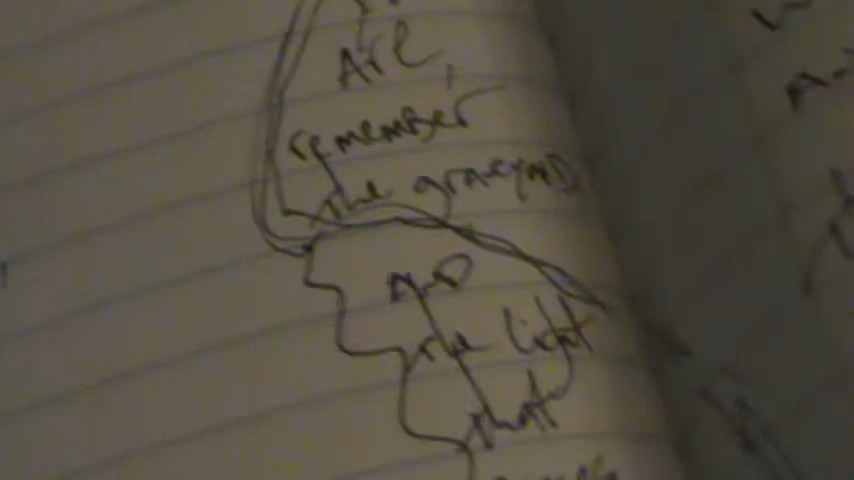 Are,
remember
the graveyard
AnD
the light
that